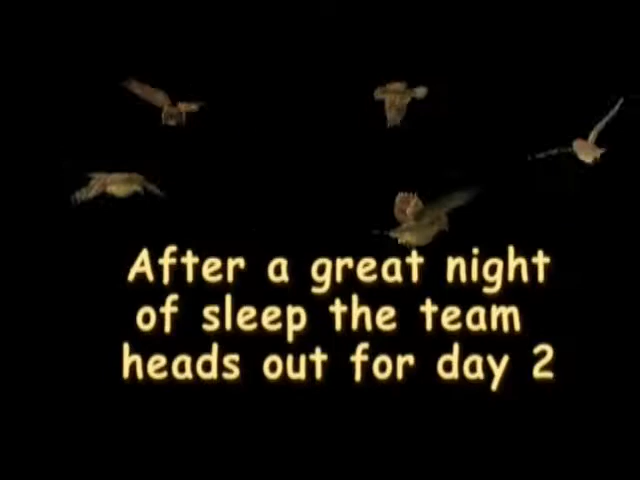 After a great night
of sleep the team
heads out for day 2